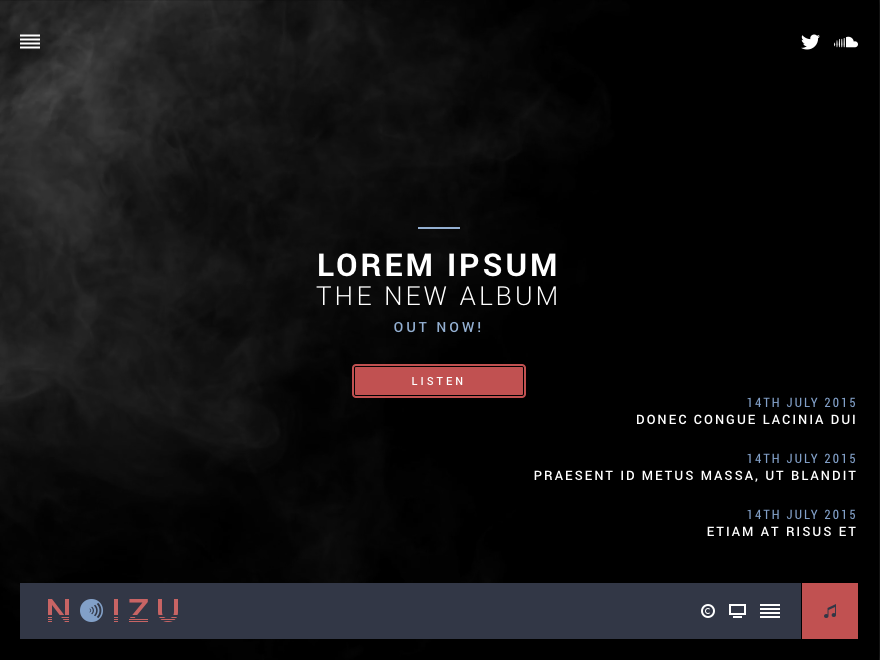 LOREM IPSUM
THE NEW ALBUM
OUT NOW!
LISTEN
14TH JULY 2015
DONEC CONGUE LACINIA DUI
14TH JULY 2015
PRAESENT ID METUS MASSA, UT BLANDIT
14TH JULY 2015
ETIAM AT RISUS ET
NOIZU